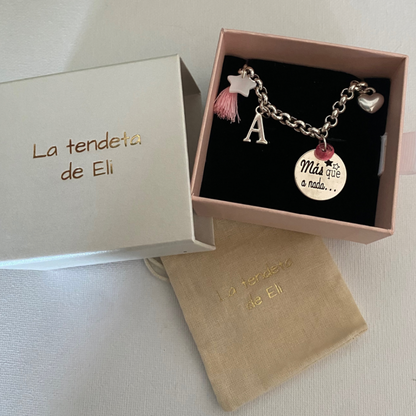 La tendeta
de Eli
A
Más que
a nada...
La tendeta
de Eli